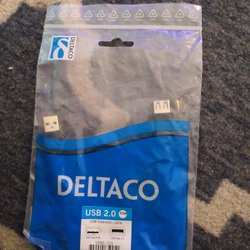 DELTACO
DELTACO
USB 2.0
USB Extension cable